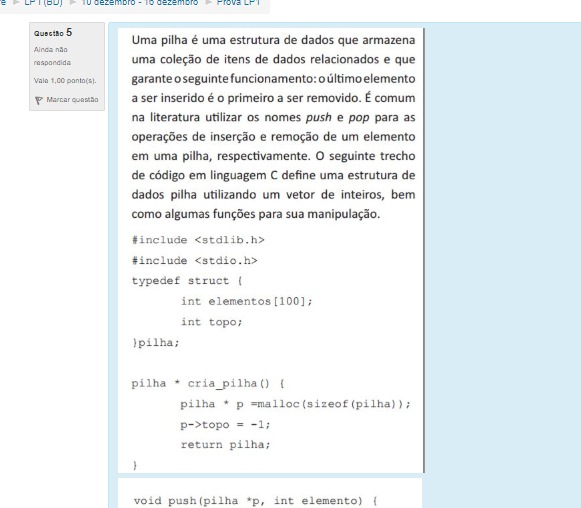 LP1(BD) ► 10 dezembro - 16 dezembro ► Prova LP1
Questão 5
Ainda não
respondida
Vale 1,00 ponto(s).
Marcar questão
Uma pilha é uma estrutura de dados que armazena
uma coleção de itens de dados relacionados e que
garante o seguinte funcionamento: o último elemento
a ser inserido é o primeiro a ser removido. É comum
na literatura utilizar os nomes push e pop para as
operações de inserção e remoção de um elemento
em uma pilha, respectivamente. O seguinte trecho
de código em linguagem C define uma estrutura de
dados pilha utilizando um vetor de inteiros, bem
como algumas funções para sua manipulação.
#include <stdlib.h>
#include <stdio.h>
typedef struct {
int elementos[100];
int topo;
}pilha;
pilha * cria_pilha() {
pilha * p =malloc(sizeof(pilha));
p->topo = -1;
return pilha;
}
void push(pilha *p, int elemento) {